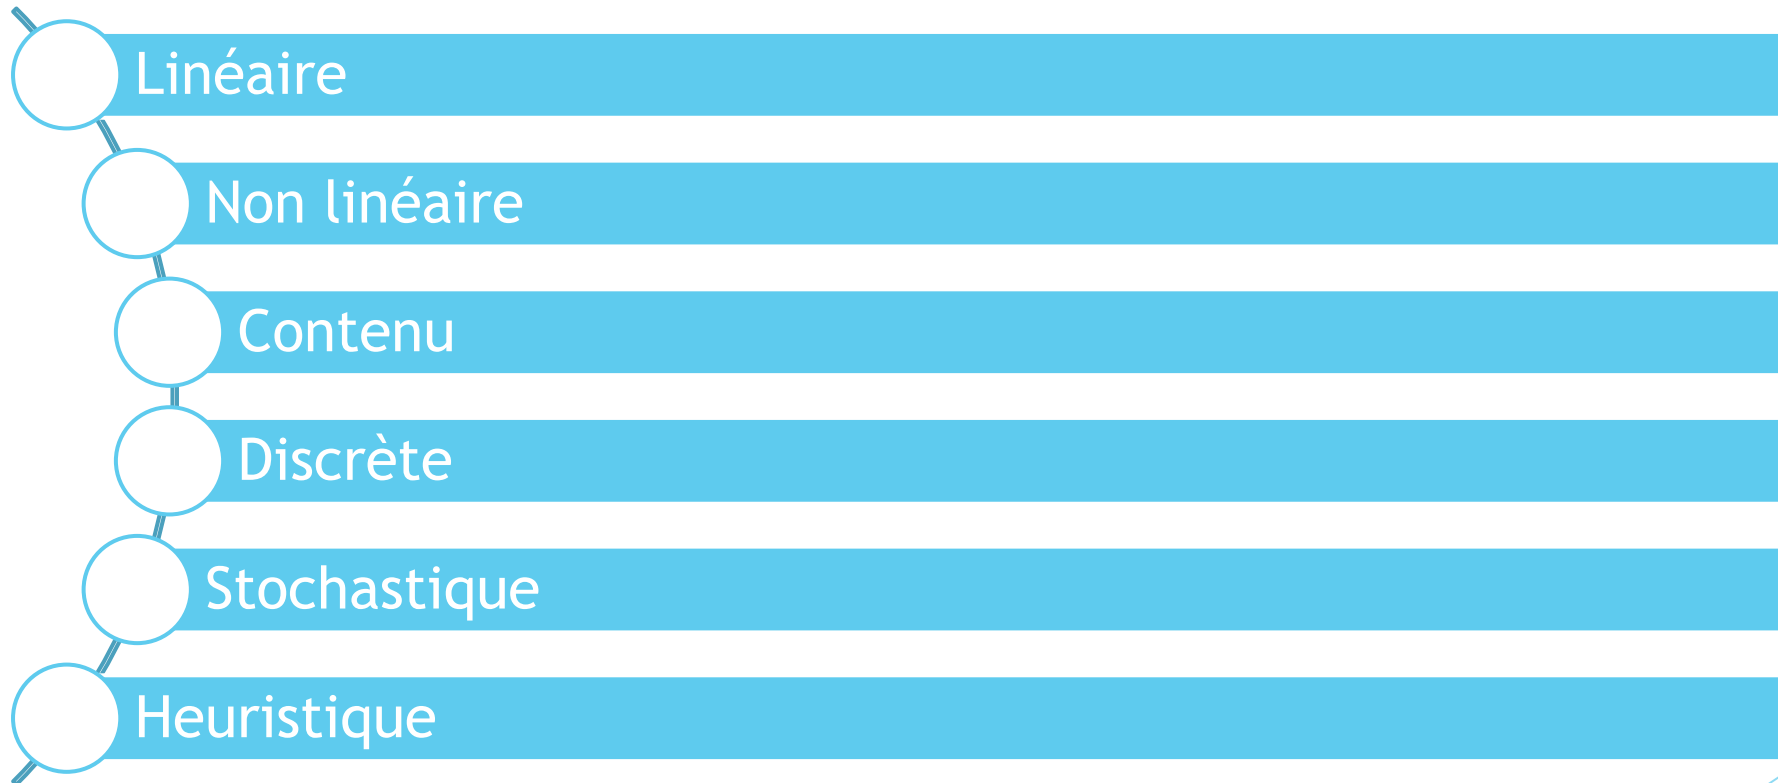 Linéaire
Non linéaire
Contenu
Discrète
Stochastique
Heuristique